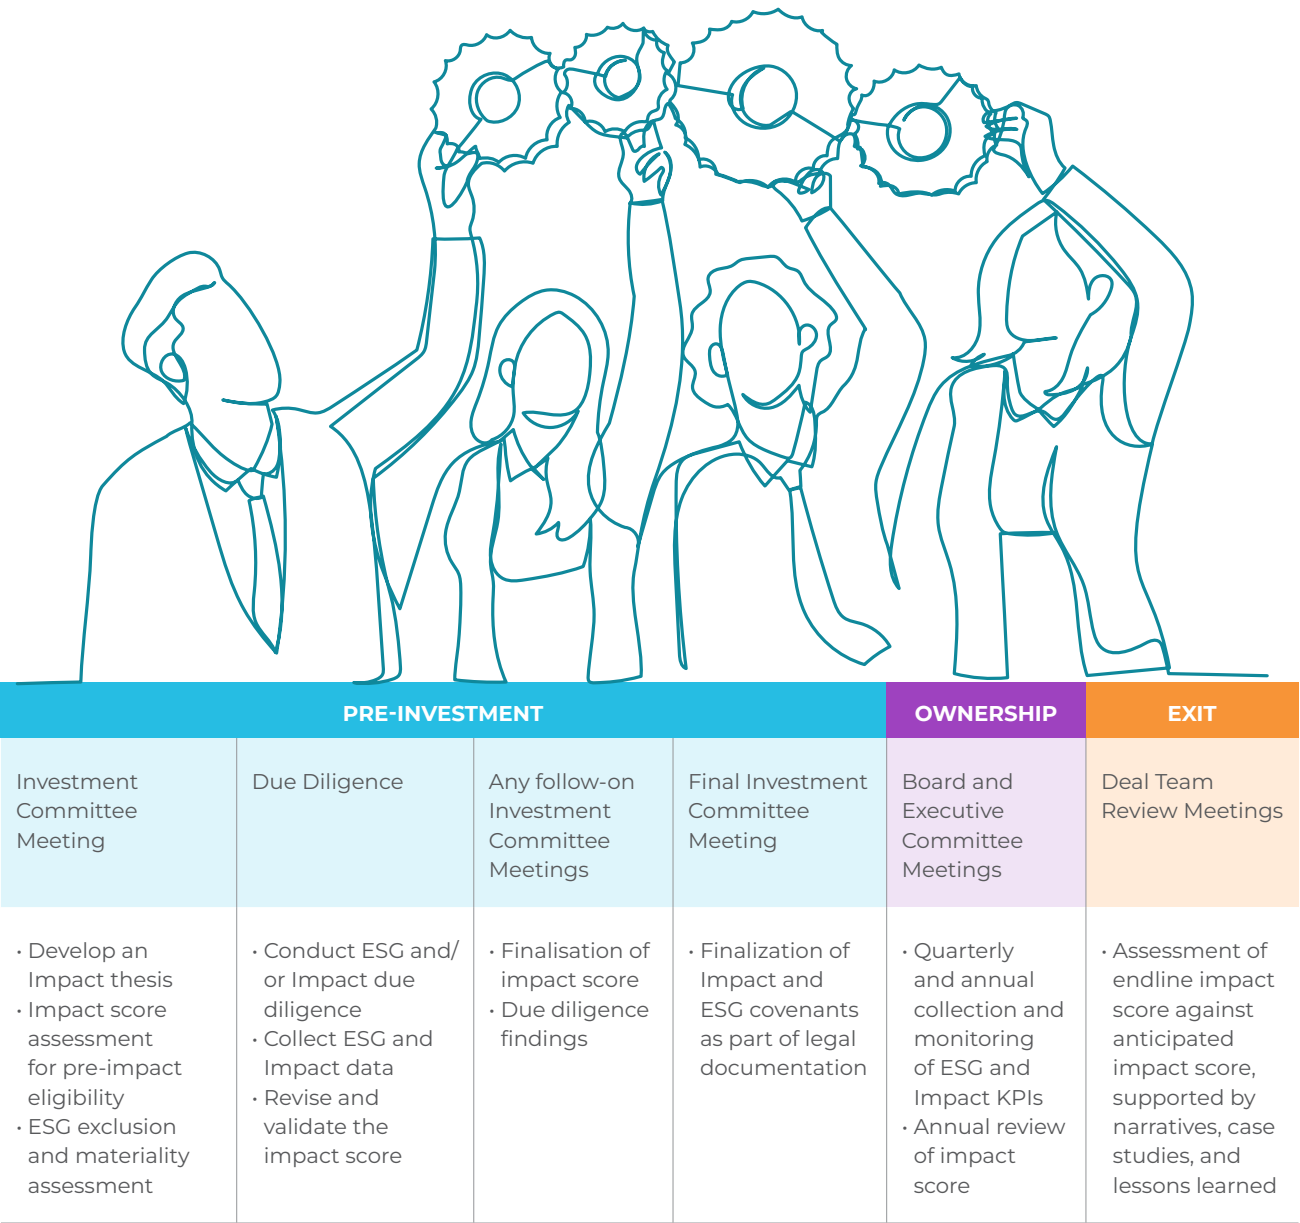 PRE-INVESTMENT
OWNERSHIP
EXIT
Investment
Committee
Meeting
Due Diligence
Any follow-on
Investment
Committee
Meetings
Final Investment
Committee
Meeting
Board and
Executive
Committee
Meetings
Deal Team
Review Meetings
· Develop an
Impact thesis
· Impact score
assessment
for pre-impact
eligibility
· ESG exclusion
and materiality
assessment
· Conduct ESG and/
or Impact due
diligence
· Collect ESG and
Impact data
· Revise and
validate the
impact score
· Finalisation of
impact score
· Due diligence
findings
· Finalization of
Impact and
ESG covenants
as part of legal
documentation
· Quarterly
and annual
collection and
monitoring
of ESG and
Impact KPIs
· Annual review
of impact
score
· Assessment of
endline impact
score against
anticipated
impact score,
supported by
narratives, case
studies, and
lessons learned